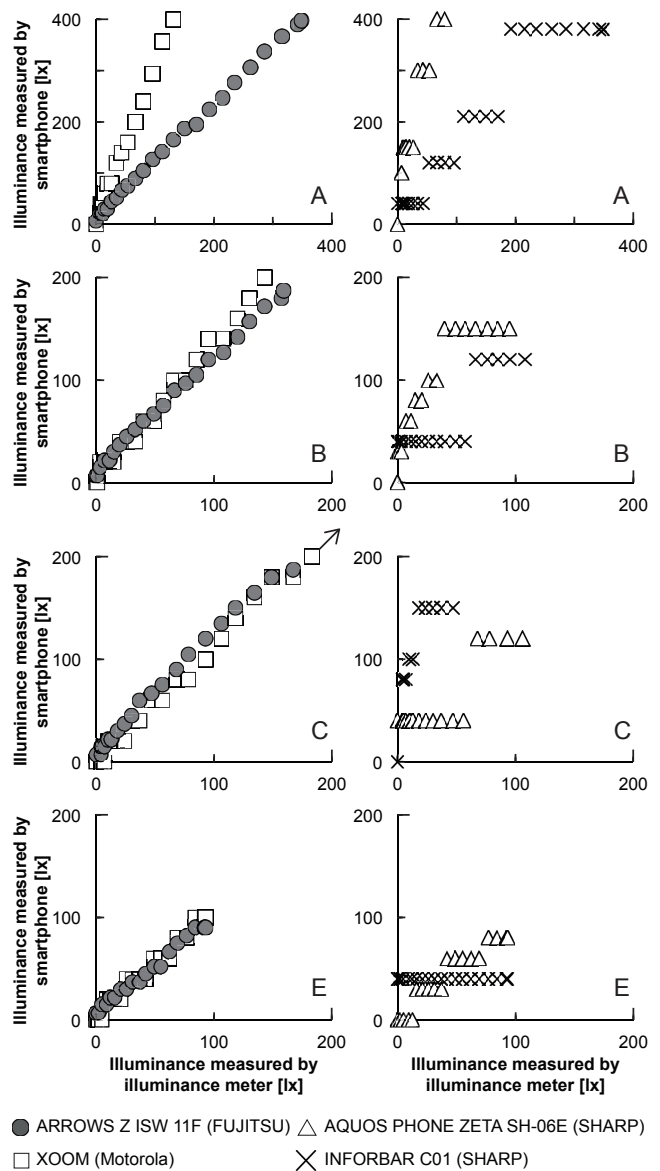 Illuminance measured by
smartphone [lx]
400
200
0
0
200
400
A
400
200
0
0
200
400
A
Illuminance measured by
smartphone [lx]
200
100
0
0
100
200
B
200
100
0
0
100
200
B
Illuminance measured by
smartphone [lx]
200
100
0
0
100
200
C
200
100
0
0
100
200
C
Illuminance measured by
smartphone [lx]
200
100
0
0
100
200
E
200
100
0
0
100
200
E
Illuminance measured by
illuminance meter [lx]
Illuminance measured by
illuminance meter [lx]
ARROWS Z ISW 11F (FUJITSU)
AQUOS PHONE ZETA SH-06E (SHARP)
XOOM (Motorola)
INFORBAR C01 (SHARP)